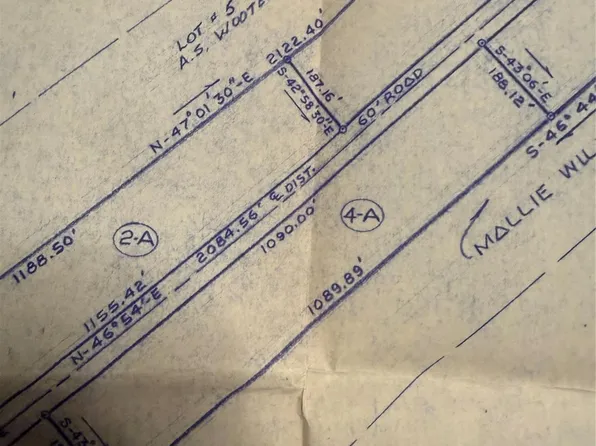 LOT # 5
A.S. WOOTE
2122.40'
N-47°01'30"-E
187.16'
S-42°58'30"-E
60' ROAD
S-43°06'-E
188.12'
S-46°44
MALLIE WIL
2-A
4-A
1188.50'
2084.56' ℄ DIST.
1090.00'
1155.42'
N-46°54'-E
1089.89'